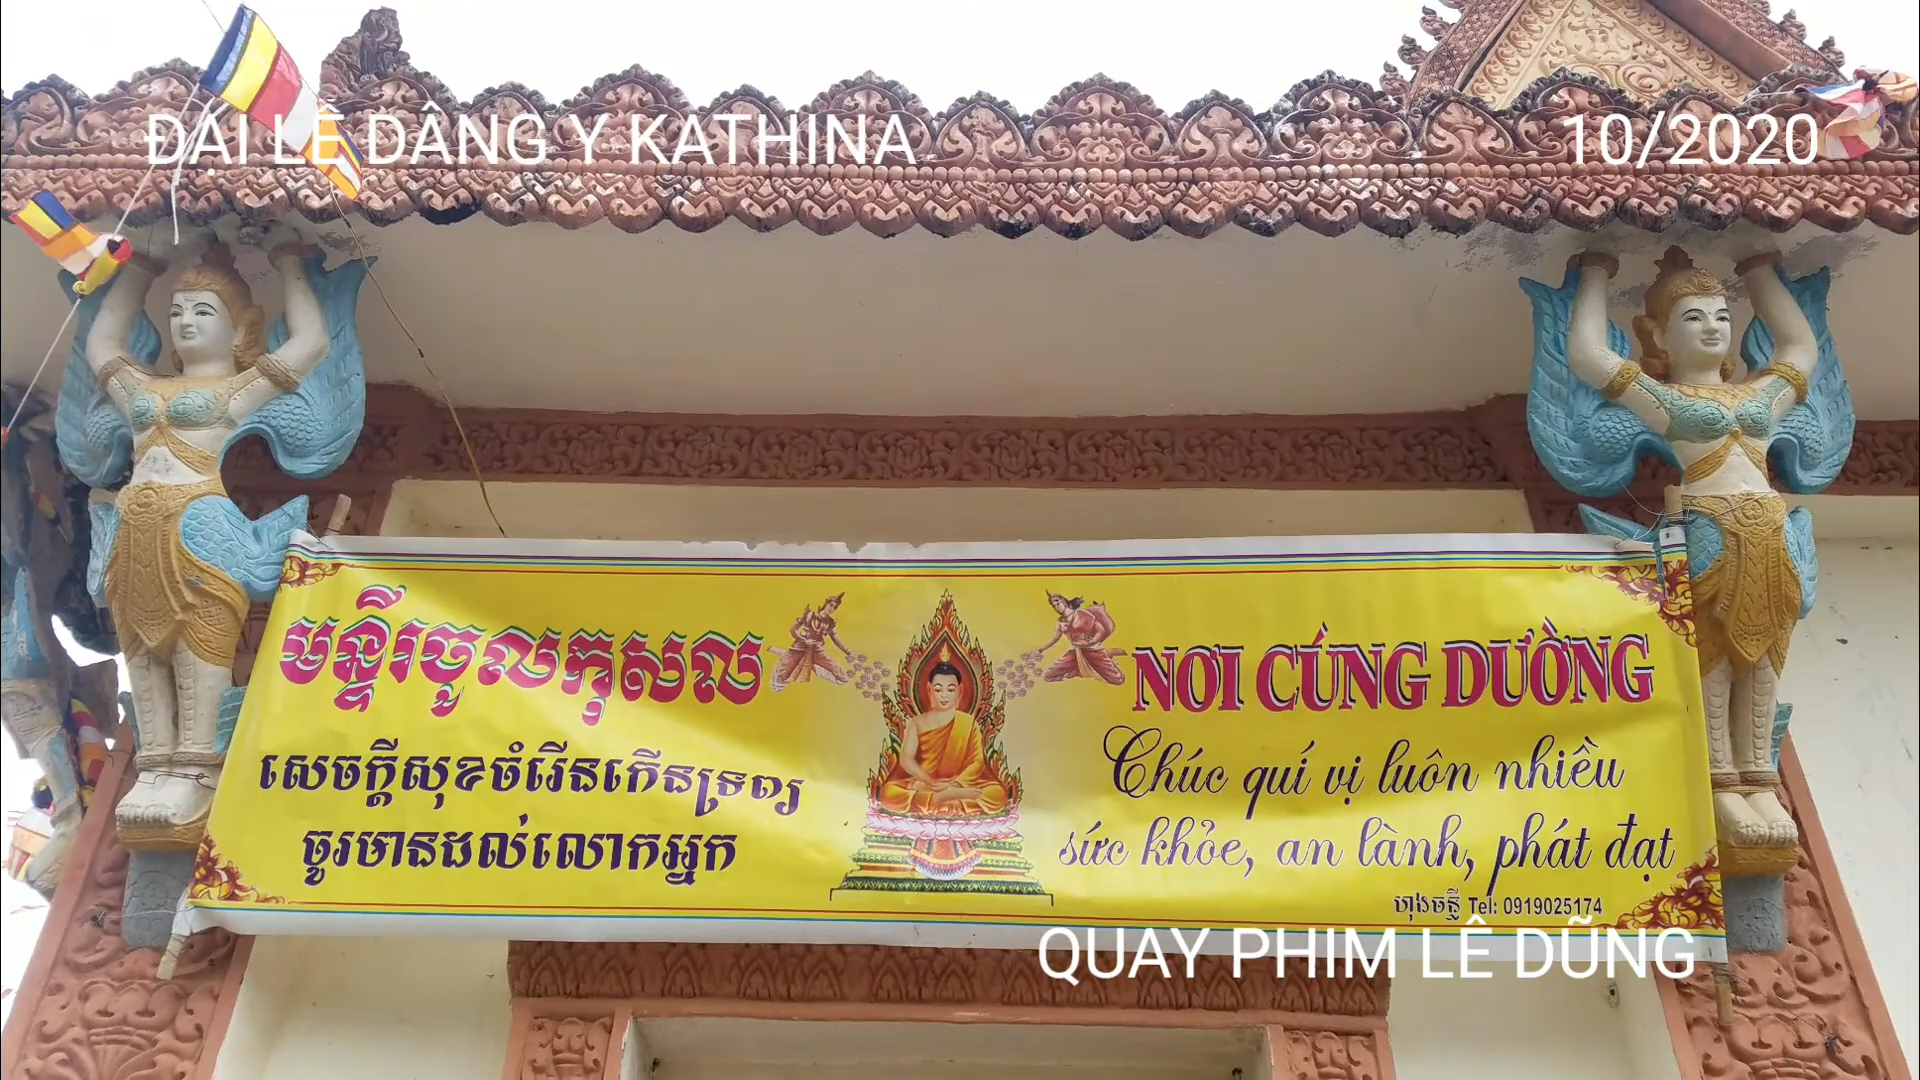 ĐẠI LỄ DÂNG Y KATHINA
10/2020
មន្ទីរចូលកុសល
សេចក្ដីសុខចំរើនកើនទ្រព្យ
ចូរមានដល់លោកអ្នក
NƠI CÚNG DƯỜNG
Chúc quí vị luôn nhiều
sức khỏe, an lành, phát đạt
Tel: 0919025174
QUAY PHIM LÊ DŨNG